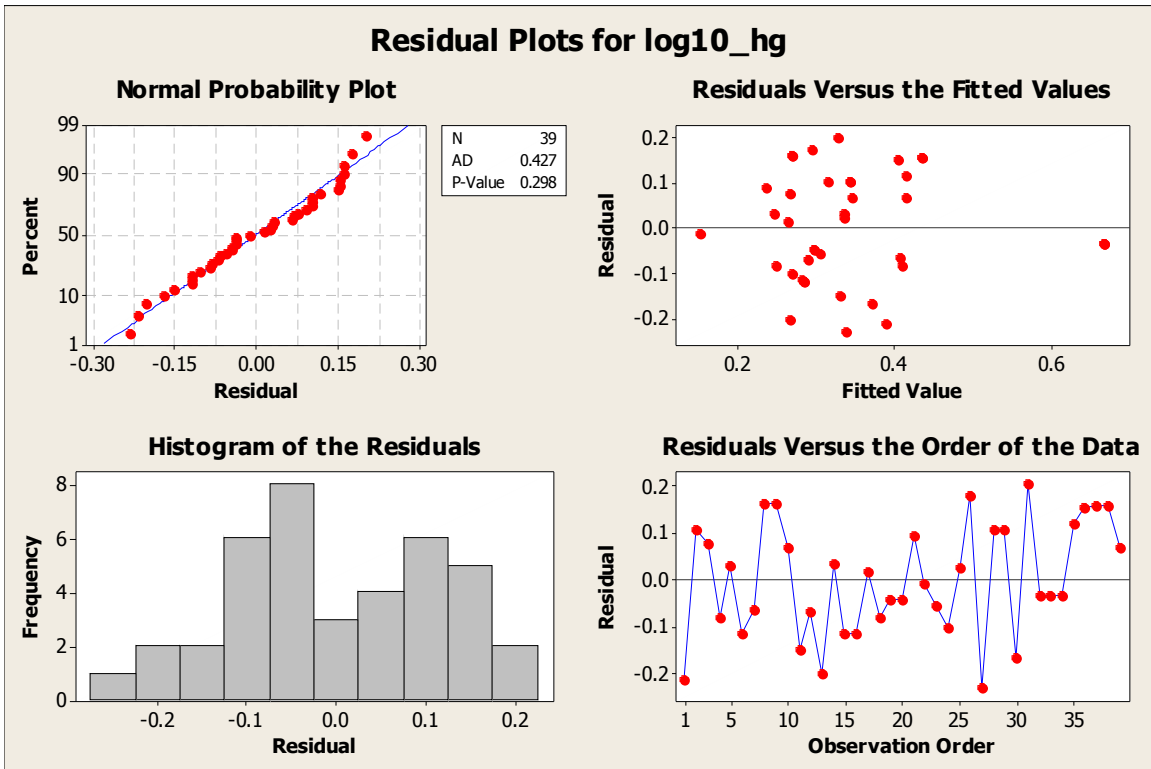 Residual Plots for log10_hg
Normal Probability Plot
99
90
50
10
1
Percent
-0.30 -0.15 0.00 0.15 0.30
Residual
N 39
AD 0.427
P-Value 0.298
Residuals Versus the Fitted Values
0.2
0.1
0.0
-0.1
-0.2
Residual
0.2 0.4 0.6
Fitted Value
Histogram of the Residuals
8
6
4
2
0
Frequency
-0.2 -0.1 0.0 0.1 0.2
Residual
Residuals Versus the Order of the Data
0.2
0.1
0.0
-0.1
-0.2
Residual
1 5 10 15 20 25 30 35
Observation Order